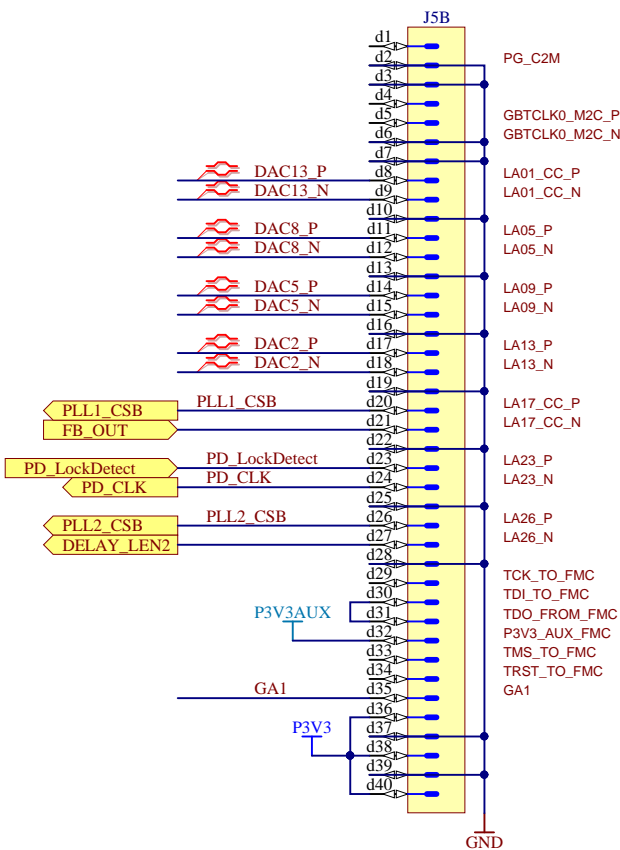 J5B
d1
d2
PG_C2M
d3
d4
d5
GBTCLK0_M2C_P
d6
GBTCLK0_M2C_N
d7
DAC13_P
d8
LA01_CC_P
DAC13_N
d9
LA01_CC_N
d10
DAC8_P
d11
LA05_P
DAC8_N
d12
LA05_N
d13
DAC5_P
d14
LA09_P
DAC5_N
d15
LA09_N
d16
DAC2_P
d17
LA13_P
DAC2_N
d18
LA13_N
d19
PLL1_CSB
PLL1_CSB
d20
LA17_CC_P
FB_OUT
d21
LA17_CC_N
d22
PD_LockDetect
PD_LockDetect
d23
LA23_P
PD_CLK
PD_CLK
d24
LA23_N
d25
PLL2_CSB
PLL2_CSB
d26
LA26_P
DELAY_LEN2
d27
LA26_N
d28
d29
TCK_TO_FMC
d30
TDI_TO_FMC
P3V3AUX
d31
TDO_FROM_FMC
d32
P3V3_AUX_FMC
d33
TMS_TO_FMC
d34
TRST_TO_FMC
GA1
d35
GA1
d36
P3V3
d37
d38
d39
d40
GND